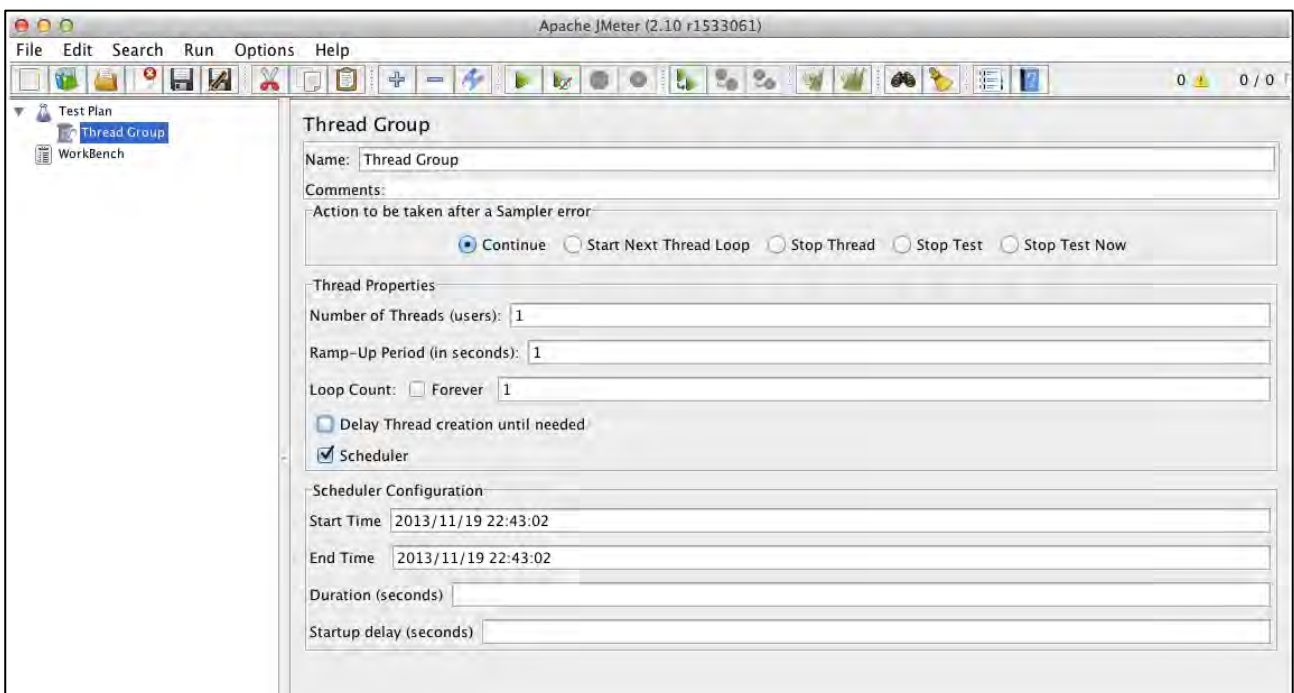 Apache JMeter (2.10 r1533061)
File Edit Search Run Options Help
0 0 / 0
Test Plan
Thread Group
WorkBench
Thread Group
Name: Thread Group
Comments:
Action to be taken after a Sampler error
Continue Start Next Thread Loop Stop Thread Stop Test Stop Test Now
Thread Properties
Number of Threads (users): 1
Ramp-Up Period (in seconds): 1
Loop Count: Forever 1
Delay Thread creation until needed
Scheduler
Scheduler Configuration
Start Time 2013/11/19 22:43:02
End Time 2013/11/19 22:43:02
Duration (seconds)
Startup delay (seconds)